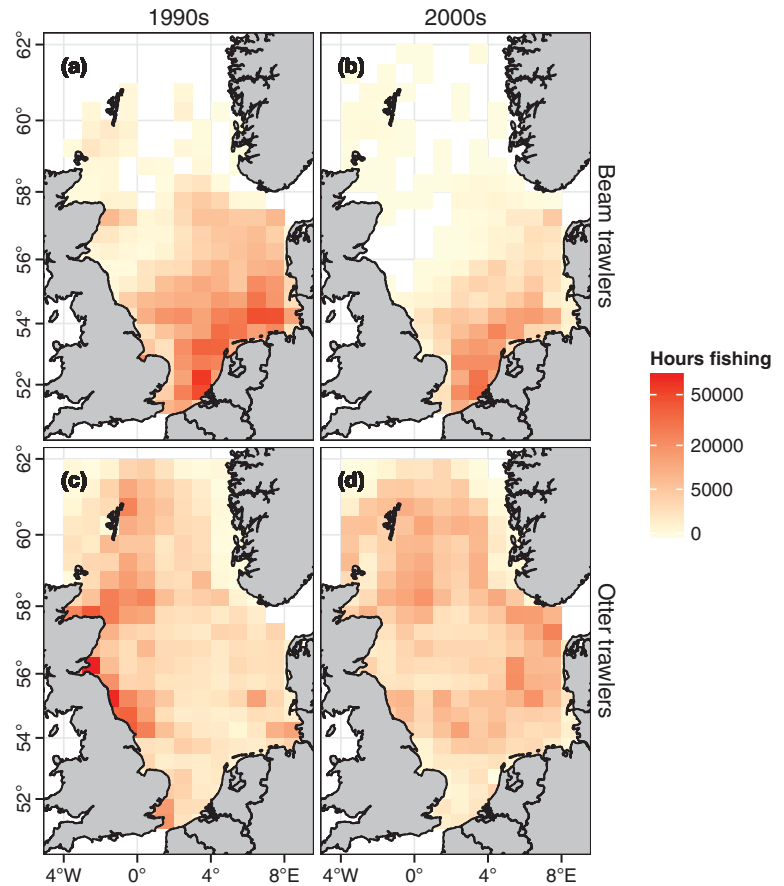 1990s 2000s
(a) (b)
62°
60°
58°
56°
54°
52°
Beam trawlers
Hours fishing
50000
20000
5000
0
(c) (d)
62°
60°
58°
56°
54°
52°
Otter trawlers
4°W 0° 4° 8°E 4°W 0° 4° 8°E